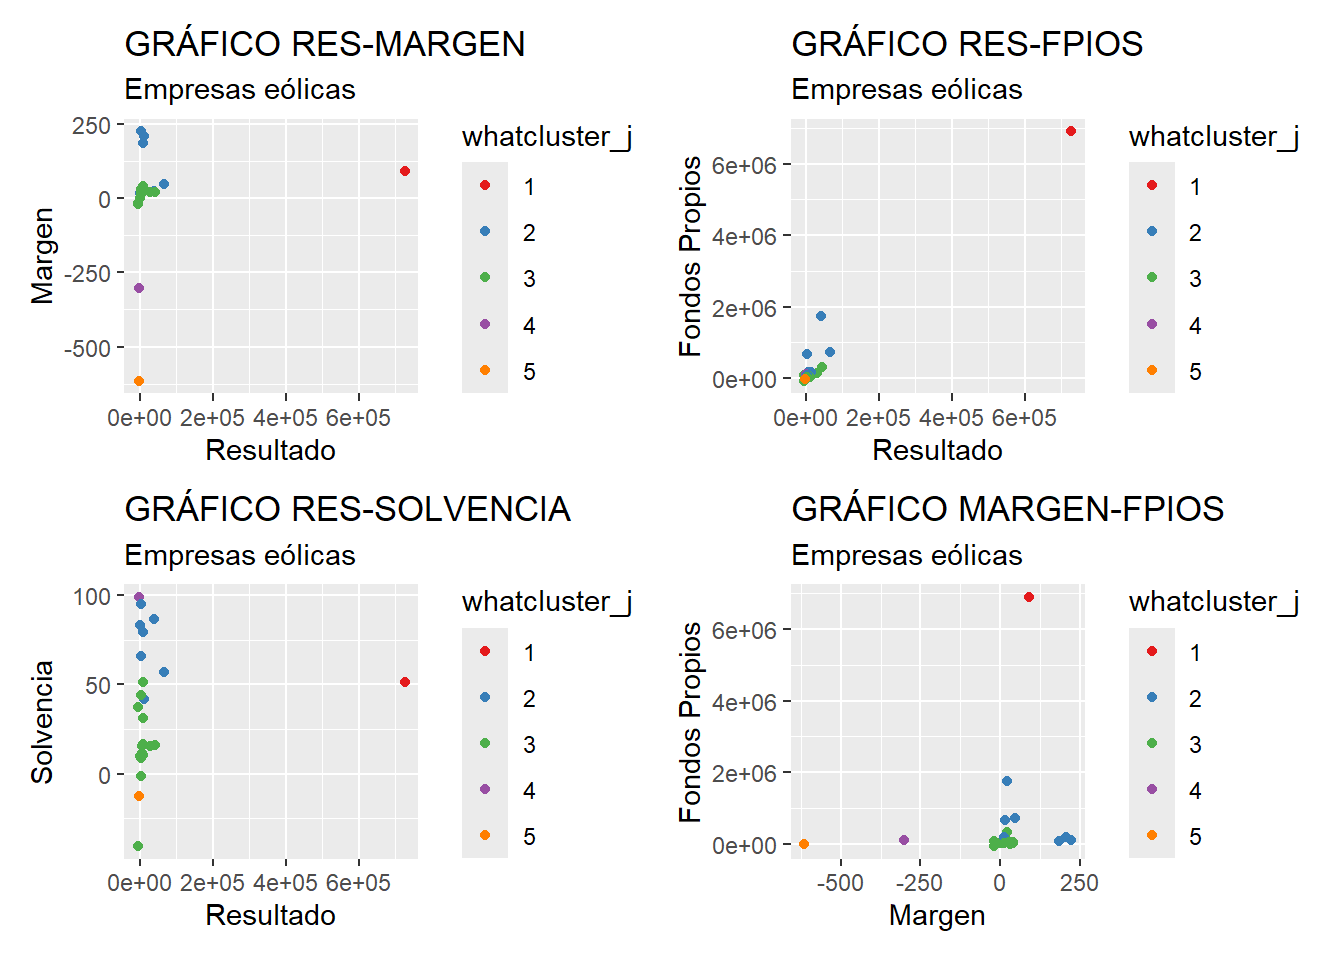 GRÁFICO RES-MARGEN
Empresas eólicas
250
0
-250
-500
Margen
0e+00 2e+05 4e+05 6e+05
Resultado
whatcluster_j
1
2
3
4
5
GRÁFICO RES-FPIOS
Empresas eólicas
6e+06
4e+06
2e+06
0e+00
Fondos Propios
0e+00 2e+05 4e+05 6e+05
Resultado
whatcluster_j
1
2
3
4
5
GRÁFICO RES-SOLVENCIA
Empresas eólicas
100
50
0
Solvencia
0e+00 2e+05 4e+05 6e+05
Resultado
whatcluster_j
1
2
3
4
5
GRÁFICO MARGEN-FPIOS
Empresas eólicas
6e+06
4e+06
2e+06
0e+00
Fondos Propios
-500 -250 0 250
Margen
whatcluster_j
1
2
3
4
5